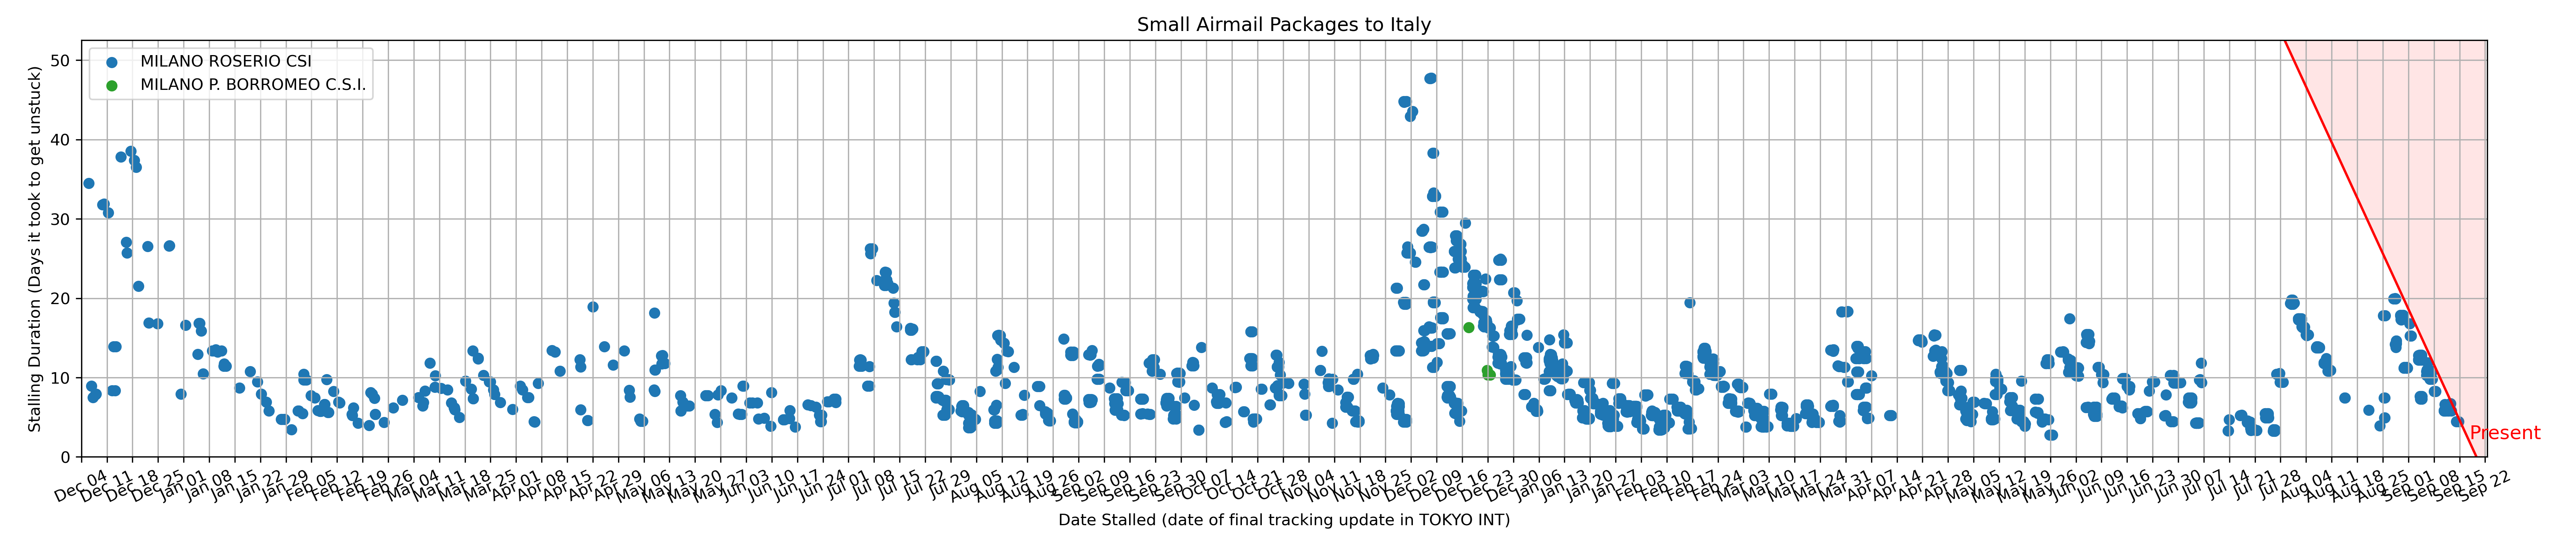 Small Airmail Packages to Italy
MILANO ROSERIO CSI
MILANO P. BORROMEO C.S.I.
50
40
30
20
10
0
Stalling Duration (Days it took to get unstuck)
Present
Dec 04
Dec 11
Dec 18
Dec 25
Jan 01
Jan 08
Jan 15
Jan 22
Jan 29
Feb 05
Feb 12
Feb 19
Feb 26
Mar 04
Mar 11
Mar 18
Mar 25
Apr 01
Apr 08
Apr 15
Apr 22
Apr 29
May 06
May 13
May 20
May 27
Jun 03
Jun 10
Jun 17
Jun 24
Jul 01
Jul 08
Jul 15
Jul 22
Jul 29
Aug 05
Aug 12
Aug 19
Aug 26
Sep 02
Sep 09
Sep 16
Sep 23
Sep 30
Oct 07
Oct 14
Oct 21
Oct 28
Nov 04
Nov 11
Nov 18
Nov 25
Dec 02
Dec 09
Dec 16
Dec 23
Dec 30
Jan 06
Jan 13
Jan 20
Jan 27
Feb 03
Feb 10
Feb 17
Feb 24
Mar 03
Mar 10
Mar 17
Mar 24
Mar 31
Apr 07
Apr 14
Apr 21
Apr 28
May 05
May 12
May 19
May 26
Jun 02
Jun 09
Jun 16
Jun 23
Jun 30
Jul 07
Jul 14
Jul 21
Jul 28
Aug 04
Aug 11
Aug 18
Aug 25
Sep 01
Sep 08
Sep 15
Sep 22
Date Stalled (date of final tracking update in TOKYO INT)